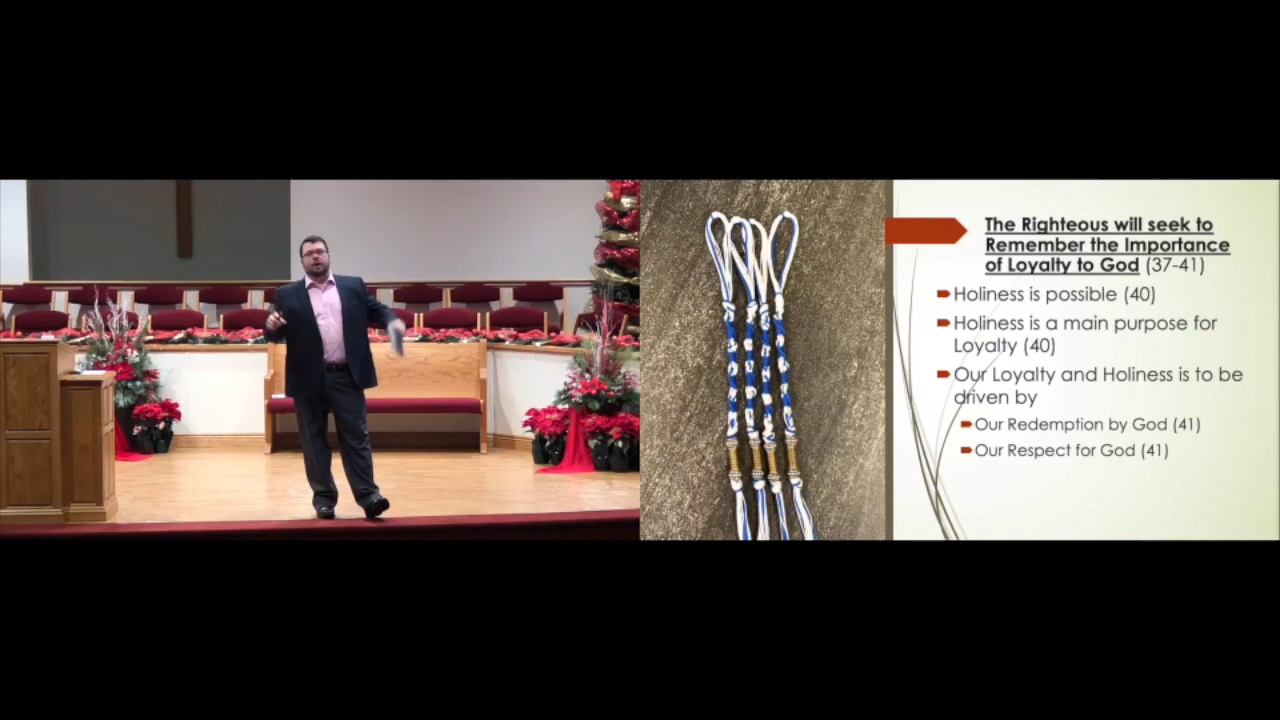 The Righteous will seek to
Remember the Importance
of Loyalty to God (37-41)
Holiness is possible (40)
Holiness is a main purpose for
Loyalty (40)
Our Loyalty and Holiness is to be
driven by
Our Redemption by God (41)
Our Respect for God (41)